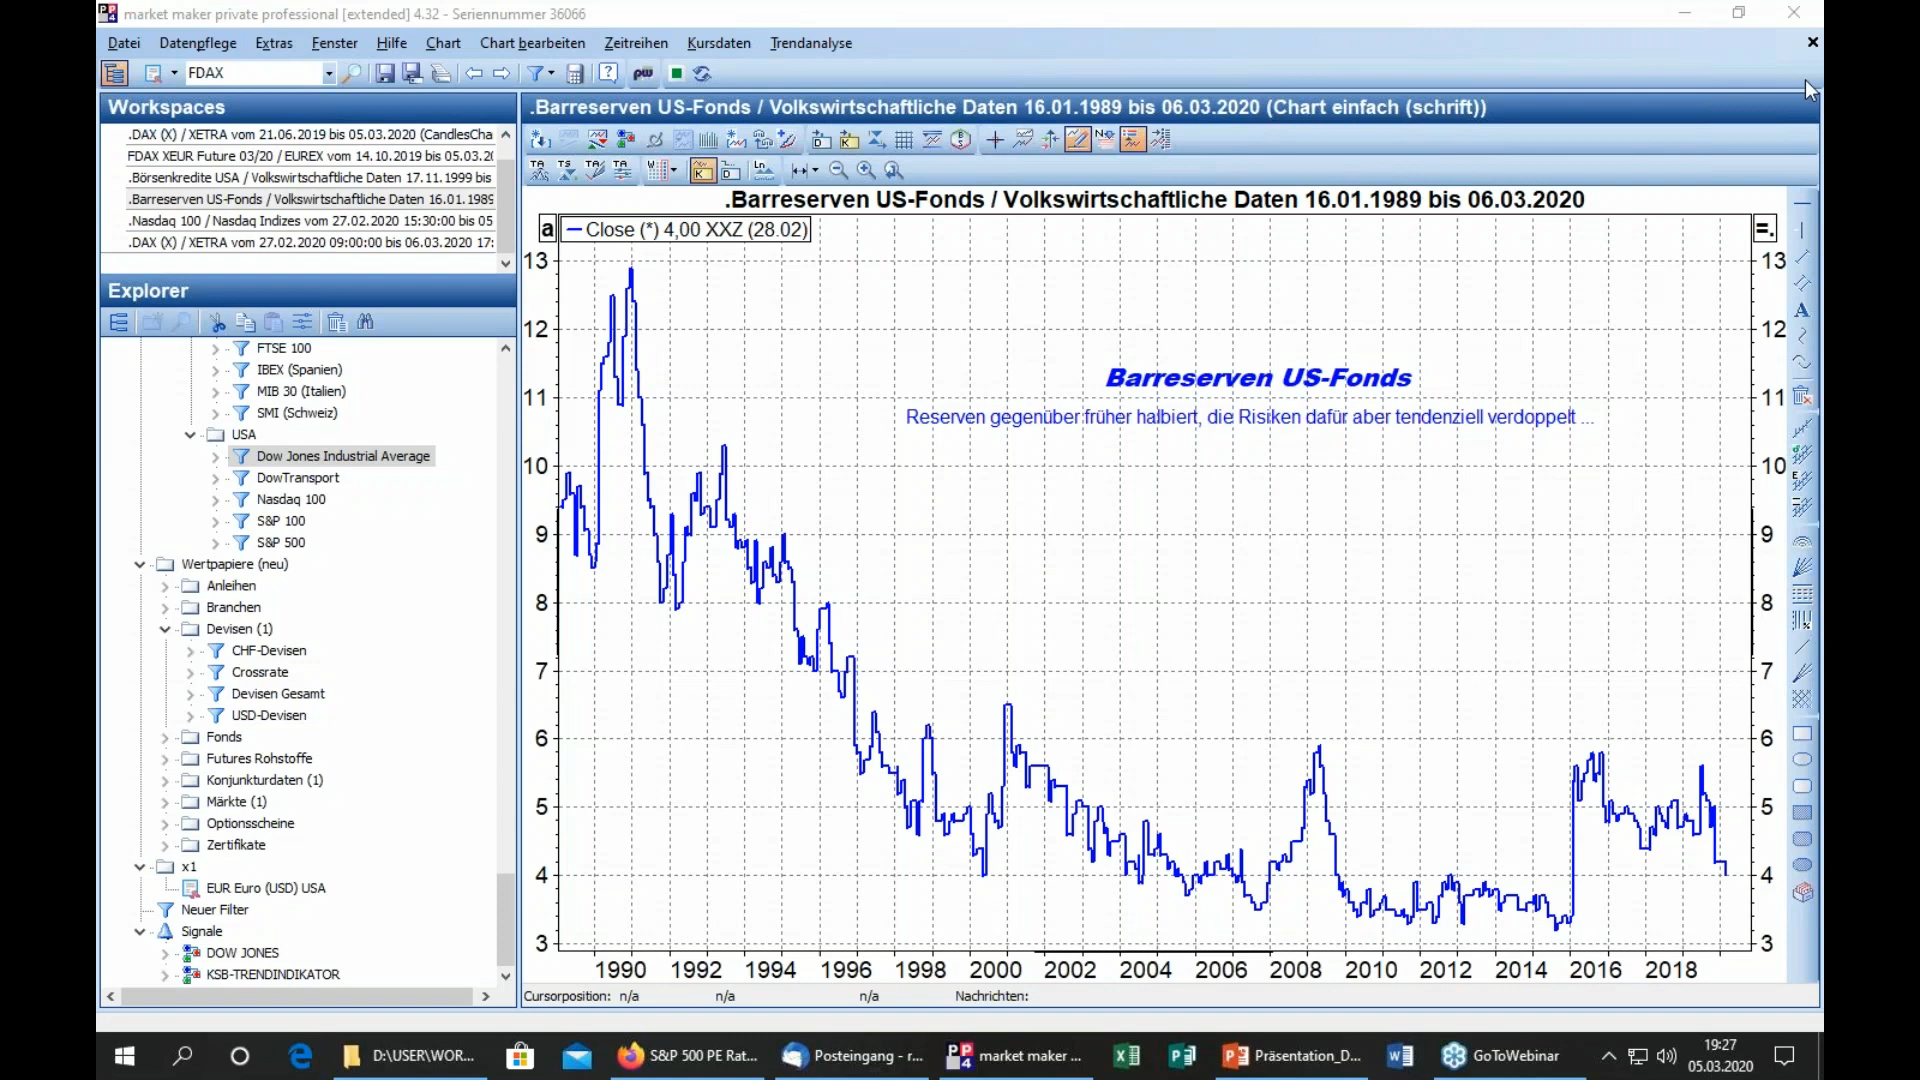 market maker private professional [extended] 4.32 - Seriennummer 36066
Datei Datenpflege Extras Fenster Hilfe Chart Chart bearbeiten Zeitreihen Kursdaten Trendanalyse
FDAX
Workspaces
.DAX (X) / XETRA vom 21.06.2019 bis 05.03.2020 (CandlesCha
FDAX XEUR Future 03/20 / EUREX vom 14.10.2019 bis 05.03.20
.Börsenkredite USA / Volkswirtschaftliche Daten 17.11.1999 bis
.Barreserven US-Fonds / Volkswirtschaftliche Daten 16.01.1989
.Nasdaq 100 / Nasdaq Indizes vom 27.02.2020 15:30:00 bis 05
.DAX (X) / XETRA vom 27.02.2020 09:00:00 bis 06.03.2020 17:
Explorer
FTSE 100
IBEX (Spanien)
MIB 30 (Italien)
SMI (Schweiz)
USA
Dow Jones Industrial Average
DowTransport
Nasdaq 100
S&P 100
S&P 500
Wertpapiere (neu)
Anleihen
Branchen
Devisen (1)
CHF-Devisen
Crossrate
Devisen Gesamt
USD-Devisen
Fonds
Futures Rohstoffe
Konjunkturdaten (1)
Märkte (1)
Optionsscheine
Zertifikate
x1
EUR Euro (USD) USA
Neuer Filter
Signale
DOW JONES
KSB-TRENDINDIKATOR
.Barreserven US-Fonds / Volkswirtschaftliche Daten 16.01.1989 bis 06.03.2020 (Chart einfach (schrift))
.Barreserven US-Fonds / Volkswirtschaftliche Daten 16.01.1989 bis 06.03.2020
a Close (*) 4,00 XXZ (28.02) =.
13 13
12 12
Barreserven US-Fonds
11 11
Reserven gegenüber früher halbiert, die Risiken dafür aber tendenziell verdoppelt ...
10 10
9 9
8 8
7 7
6 6
5 5
4 4
3 3
1990 1992 1994 1996 1998 2000 2002 2004 2006 2008 2010 2012 2014 2016 2018
Cursorposition: n/a n/a n/a Nachrichten:
D:\USER\WOR... S&P 500 PE Rat... Posteingang - r... market maker ... Präsentation_D... GoToWebinar
19:27
05.03.2020